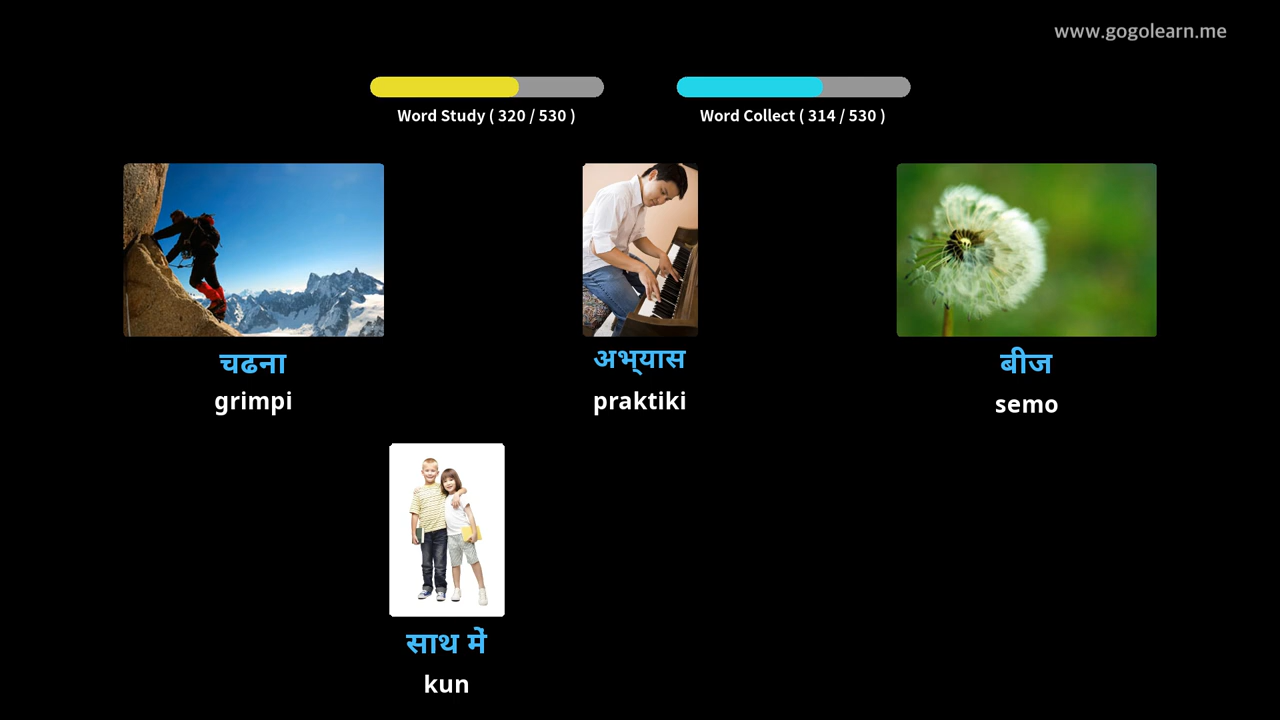 www.gogolearn.me
Word Study ( 320 / 530 )
Word Collect ( 314 / 530 )
चढना
अभ्यास
बीज
grimpi
praktiki
semo
साथ में
kun